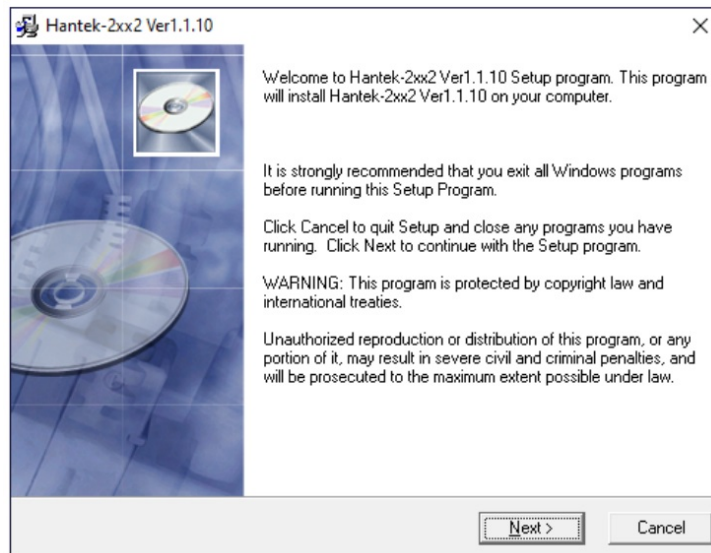 Hantek-2xx2 Ver1.1.10
Welcome to Hantek-2xx2 Ver1.1.10 Setup program. This program
will install Hantek-2xx2 Ver1.1.10 on your computer.
It is strongly recommended that you exit all Windows programs
before running this Setup Program.
Click Cancel to quit Setup and close any programs you have
running. Click Next to continue with the Setup program.
WARNING: This program is protected by copyright law and
international treaties.
Unauthorized reproduction or distribution of this program, or any
portion of it, may result in severe civil and criminal penalties, and
will be prosecuted to the maximum extent possible under law.
Next >
Cancel